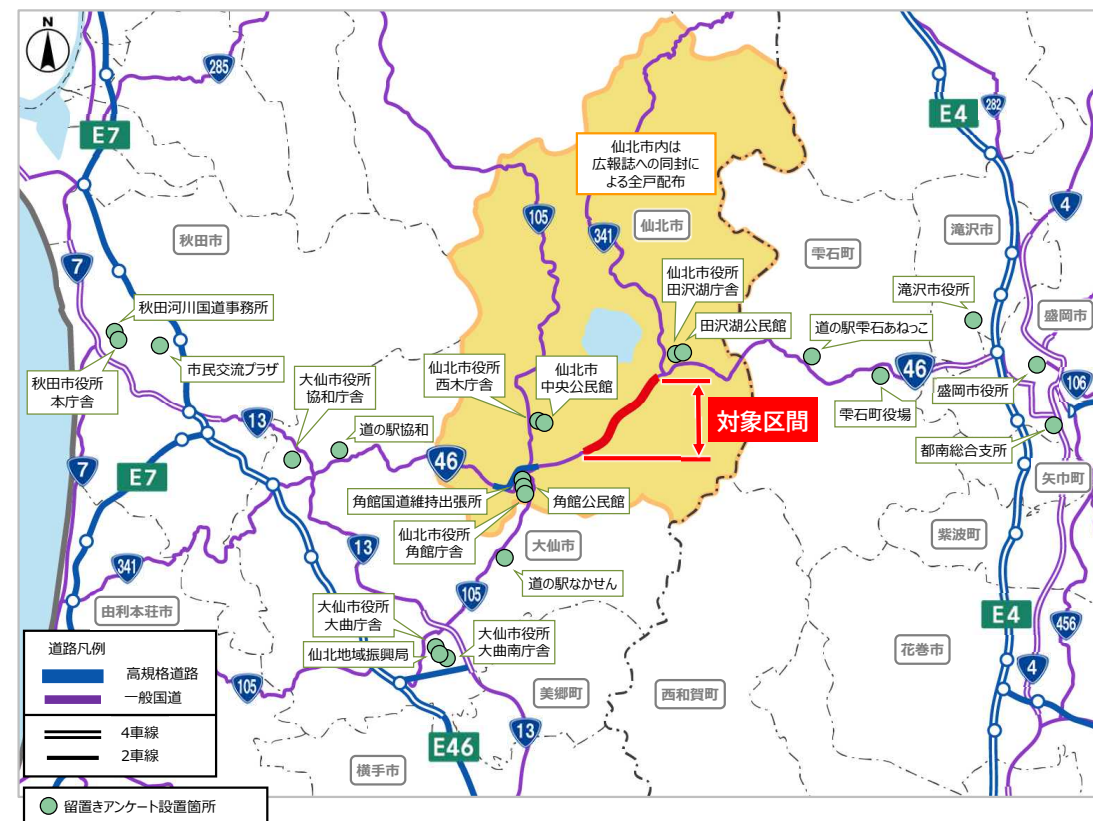 N
285
E7
E4
282
仙北市内は
広報誌への同封に
よる全戸配布
4
105
秋田市
仙北市
滝沢市
341
雫石町
7
仙北市役所
田沢湖庁舎
滝沢市役所
秋田河川国道事務所
田沢湖公民館
道の駅雫石あねっこ
盛岡市
市民交流プラザ
仙北市役所
西木庁舎
仙北市
中央公民館
46
盛岡市役所
106
秋田市役所
本庁舎
大仙市役所
協和庁舎
雫石町役場
13
道の駅協和
対象区間
都南総合支所
7
E7
46
矢巾町
角館国道維持出張所
角館公民館
紫波町
仙北市役所
角館庁舎
大仙市
13
341
道の駅なかせん
105
由利本荘市
大仙市役所
大曲庁舎
大仙市役所
大曲南庁舎
E4
456
仙北地域振興局
花巻市
4
105
美郷町
西和賀町
13
E46
横手市
道路凡例
高規格道路
一般国道
4車線
2車線
留置きアンケート設置箇所